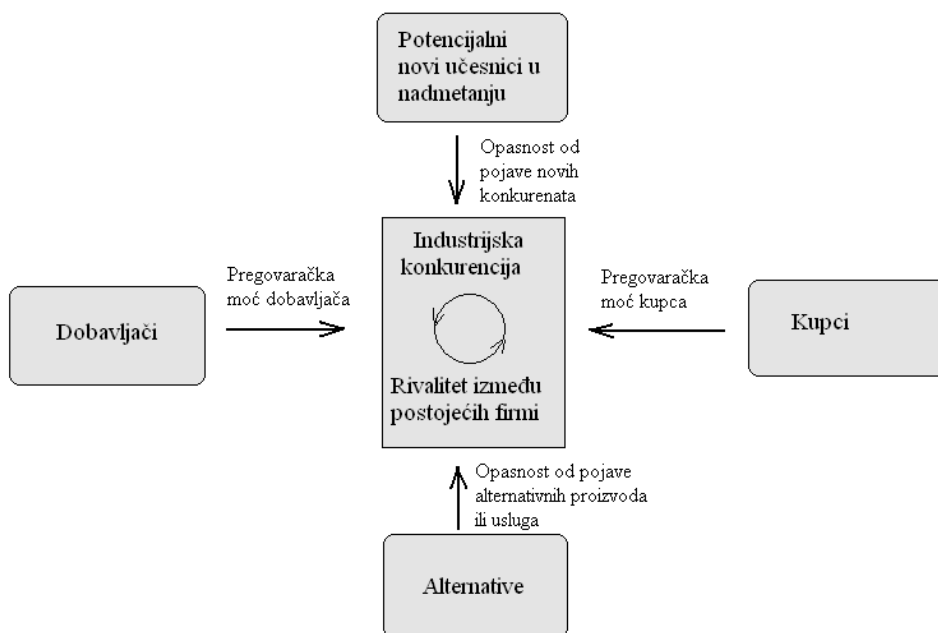 Potencijalni
novi učesnici u
nadmetanju
Opasnost od
pojave novih
konkurenata
Industrijska
konkurencija
Pregovaračka
moć dobavljača
Pregovaračka
moć kupca
Dobavljači
Kupci
Rivalitet između
postojećih firmi
Opasnost od pojave
alternativnih proizvoda
ili usluga
Alternative